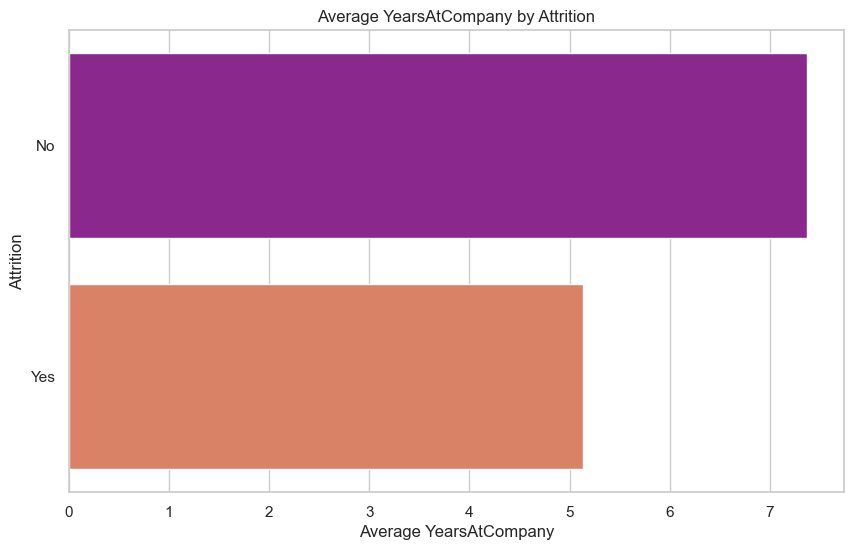 Average YearsAtCompany by Attrition
No
Attrition
Yes
0 1 2 3 4 5 6 7
Average YearsAtCompany